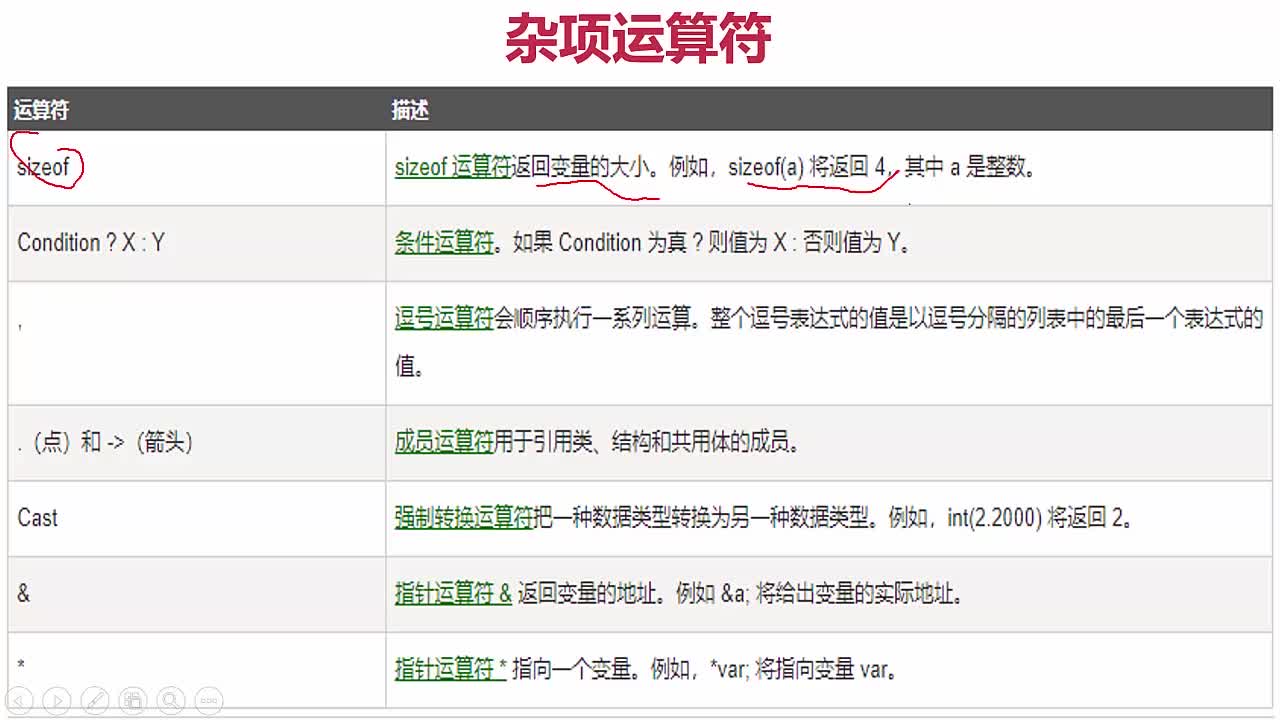 杂项运算符
运算符 描述
sizeof sizeof 运算符返回变量的大小。例如，sizeof(a) 将返回 4，其中 a 是整数。
Condition ? X : Y 条件运算符。如果 Condition 为真 ? 则值为 X : 否则值为 Y。
, 逗号运算符会顺序执行一系列运算。整个逗号表达式的值是以逗号分隔的列表中的最后一个表达式的
值。
.（点）和 ->（箭头） 成员运算符用于引用类、结构和共用体的成员。
Cast 强制转换运算符把一种数据类型转换为另一种数据类型。例如，int(2.2000) 将返回 2。
& 指针运算符 & 返回变量的地址。例如 &a; 将给出变量的实际地址。
* 指针运算符 * 指向一个变量。例如，*var; 将指向变量 var。